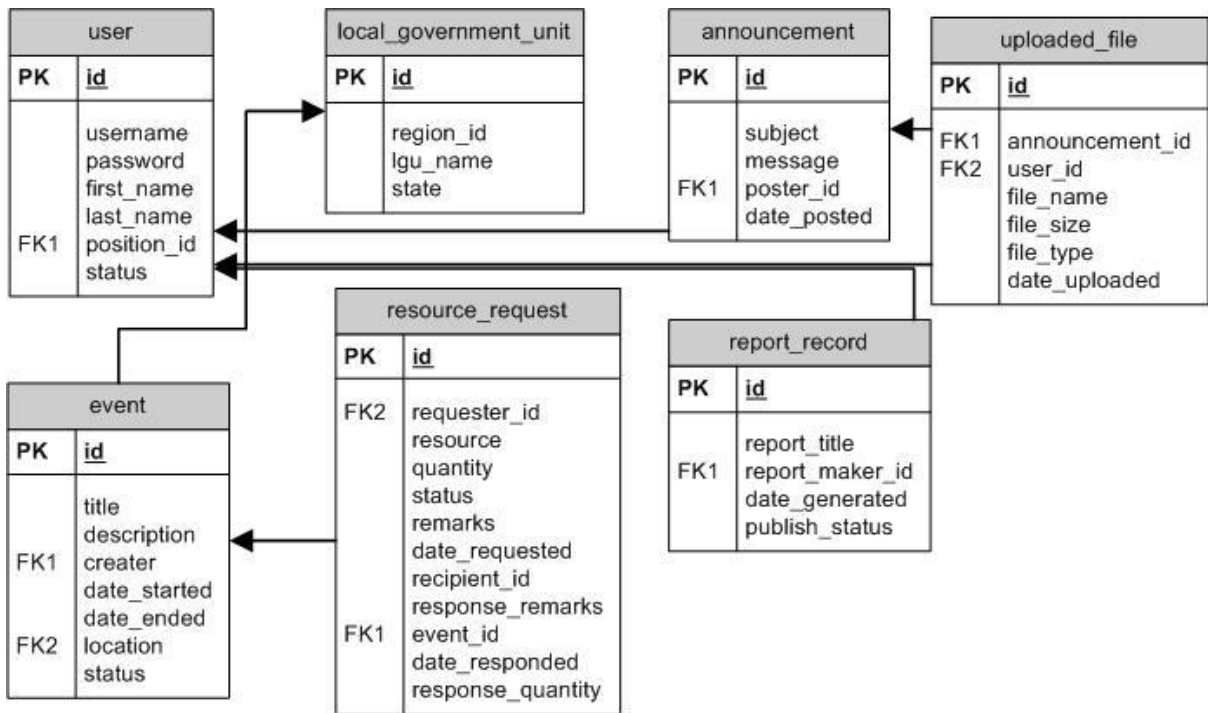 user
PK id
username
password
first_name
last_name
FK1 position_id
status
local_government_unit
PK id
region_id
lgu_name
state
announcement
PK id
subject
message
FK1 poster_id
date_posted
uploaded_file
PK id
FK1 announcement_id
FK2 user_id
file_name
file_size
file_type
date_uploaded
event
PK id
title
description
FK1 creater
date_started
date_ended
FK2 location
status
resource_request
PK id
FK2 requester_id
resource
quantity
status
remarks
date_requested
recipient_id
response_remarks
FK1 event_id
date_responded
response_quantity
report_record
PK id
report_title
FK1 report_maker_id
date_generated
publish_status